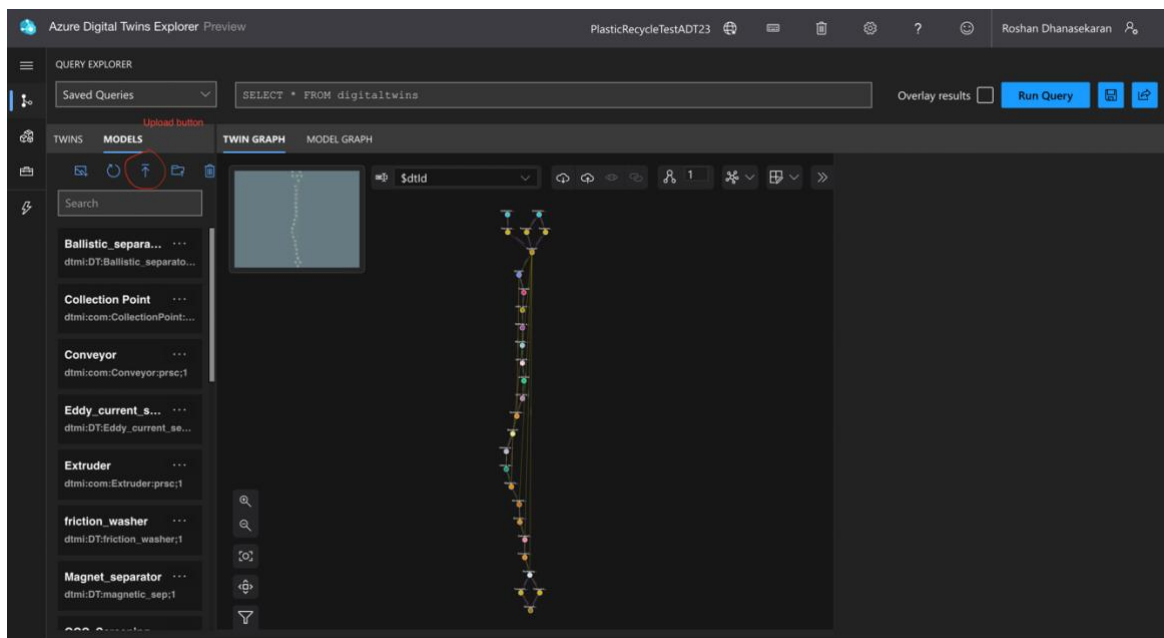 Azure Digital Twins Explorer Preview
PlasticRecycleTestADT23
?
Roshan Dhanasekaran
QUERY EXPLORER
Saved Queries
SELECT * FROM digitaltwins
Overlay results
Run Query
Upload button
TWINS
MODELS
TWIN GRAPH
MODEL GRAPH
$dtId
1
Search
Ballistic_separa... ...
dtmi:DT:Ballistic_separato...
Collection Point ...
dtmi:com:CollectionPoint:...
Conveyor ...
dtmi:com:Conveyor:prsc;1
Eddy_current_s... ...
dtmi:DT:Eddy_current_se...
Extruder ...
dtmi:com:Extruder:prsc;1
friction_washer ...
dtmi:DT:friction_washer;1
Magnet_separator ...
dtmi:DT:magnetic_sep;1